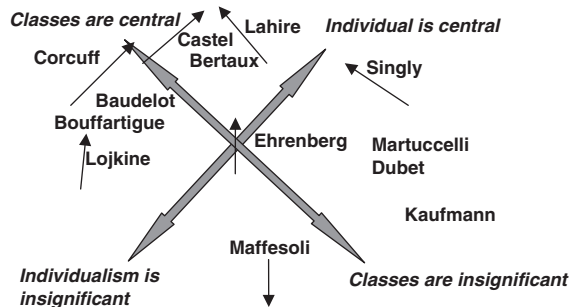 Classes are central
Lahire
Individual is central
Castel
Bertaux
Corcuff
Singly
Baudelot
Bouffartigue
Ehrenberg
Martuccelli
Dubet
Lojkine
Kaufmann
Maffesoli
Individualism is
insignificant
Classes are insignificant